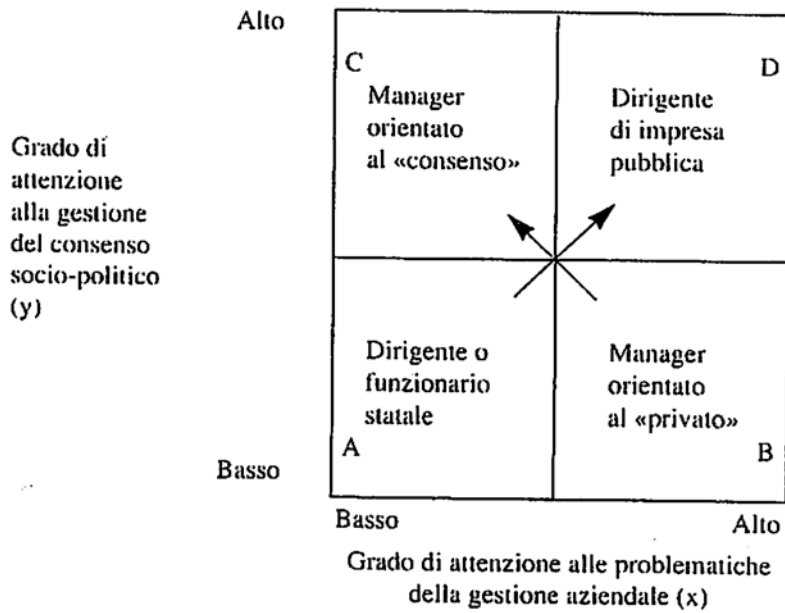 Alto
C
D
Manager
orientato
al «consenso»
Dirigente
di impresa
pubblica
Grado di
attenzione
alla gestione
del consenso
socio-politico
(y)
Dirigente o
funzionario
statale
Manager
orientato
al «privato»
A
B
Basso
Basso
Alto
Grado di attenzione alle problematiche
della gestione aziendale (x)